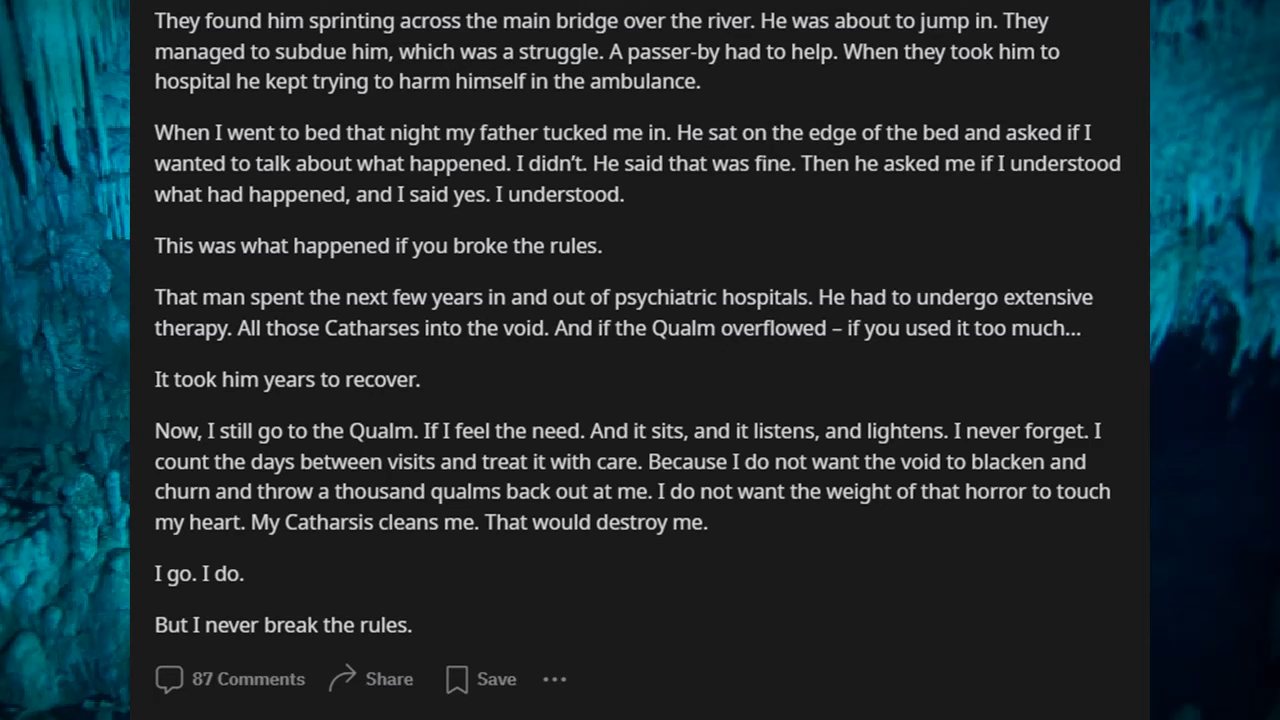 They found him sprinting across the main bridge over the river. He was about to jump in. They
managed to subdue him, which was a struggle. A passer-by had to help. When they took him to
hospital he kept trying to harm himself in the ambulance.
When I went to bed that night my father tucked me in. He sat on the edge of the bed and asked if I
wanted to talk about what happened. I didn’t. He said that was fine. Then he asked me if I understood
what had happened, and I said yes. I understood.
This was what happened if you broke the rules.
That man spent the next few years in and out of psychiatric hospitals. He had to undergo extensive
therapy. All those Catharses into the void. And if the Qualm overflowed – if you used it too much...
It took him years to recover.
Now, I still go to the Qualm. If I feel the need. And it sits, and it listens, and lightens. I never forget. I
count the days between visits and treat it with care. Because I do not want the void to blacken and
churn and throw a thousand qualms back out at me. I do not want the weight of that horror to touch
my heart. My Catharsis cleans me. That would destroy me.
I go. I do.
But I never break the rules.
87 Comments Share Save